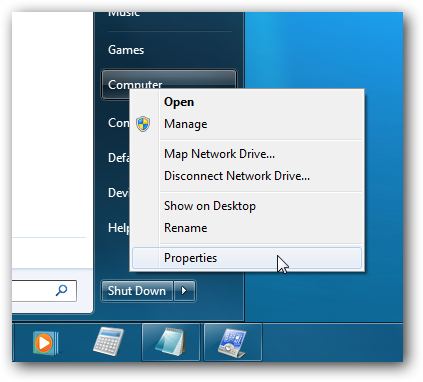 Music
Games
Computer
Open
Manage
Map Network Drive...
Disconnect Network Drive...
Show on Desktop
Rename
Properties
Con
Defa
Devi
Help
Shut Down